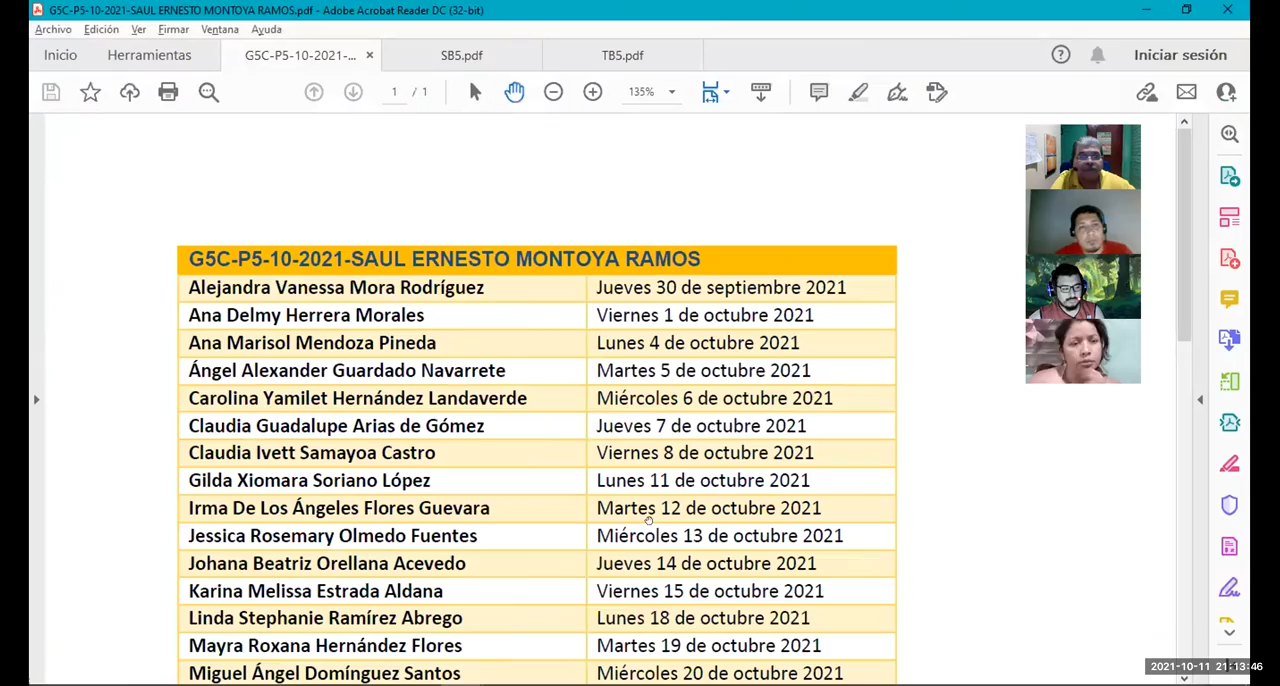 G5C-P5-10-2021-SAUL ERNESTO MONTOYA RAMOS.pdf - Adobe Acrobat Reader DC (32-bit)
Archivo Edición Ver Firmar Ventana Ayuda
Inicio Herramientas G5C-P5-10-2021-... × SB5.pdf TB5.pdf Iniciar sesión
1 / 1 135%
G5C-P5-10-2021-SAUL ERNESTO MONTOYA RAMOS
Alejandra Vanessa Mora Rodríguez Jueves 30 de septiembre 2021
Ana Delmy Herrera Morales Viernes 1 de octubre 2021
Ana Marisol Mendoza Pineda Lunes 4 de octubre 2021
Ángel Alexander Guardado Navarrete Martes 5 de octubre 2021
Carolina Yamilet Hernández Landaverde Miércoles 6 de octubre 2021
Claudia Guadalupe Arias de Gómez Jueves 7 de octubre 2021
Claudia Ivett Samayoa Castro Viernes 8 de octubre 2021
Gilda Xiomara Soriano López Lunes 11 de octubre 2021
Irma De Los Ángeles Flores Guevara Martes 12 de octubre 2021
Jessica Rosemary Olmedo Fuentes Miércoles 13 de octubre 2021
Johana Beatriz Orellana Acevedo Jueves 14 de octubre 2021
Karina Melissa Estrada Aldana Viernes 15 de octubre 2021
Linda Stephanie Ramírez Abrego Lunes 18 de octubre 2021
Mayra Roxana Hernández Flores Martes 19 de octubre 2021
Miguel Ángel Domínguez Santos Miércoles 20 de octubre 2021
2021-10-11 21:13:46